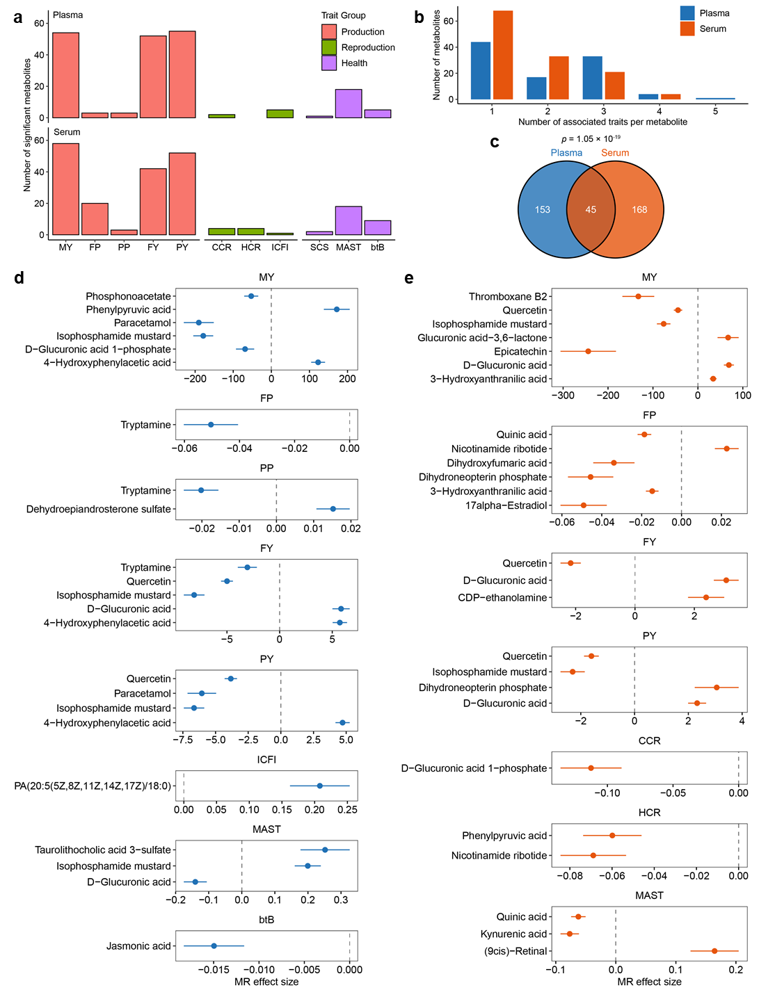 a
Plasma
Number of significant metabolites
60
40
20
0
Trait Group
Production
Reproduction
Health
Serum
60
40
20
0
MY FP PP FY PY CCR HCR ICFI SCS MAST btB
b
Number of metabolites
60
40
20
0
Plasma
Serum
1 2 3 4 5
Number of associated traits per metabolite
c
p = 1.05 × 10-19
Plasma Serum
153 45 168
d
MY
Phosphonoacetate
Phenylpyruvic acid
Paracetamol
Isophosphamide mustard
D−Glucuronic acid 1−phosphate
4−Hydroxyphenylacetic acid
−200 −100 0 100 200
FP
Tryptamine
−0.06 −0.04 −0.02 0.00
PP
Tryptamine
Dehydroepiandrosterone sulfate
−0.02 −0.01 0.00 0.01 0.02
FY
Tryptamine
Quercetin
Isophosphamide mustard
D−Glucuronic acid
4−Hydroxyphenylacetic acid
−5 0 5
PY
Quercetin
Paracetamol
Isophosphamide mustard
4−Hydroxyphenylacetic acid
−7.5 −5.0 −2.5 0.0 2.5 5.0
ICFI
PA(20:5(5Z,8Z,11Z,14Z,17Z)/18:0)
0.00 0.05 0.10 0.15 0.20 0.25
MAST
Taurolithocholic acid 3−sulfate
Isophosphamide mustard
D−Glucuronic acid
−0.2 −0.1 0.0 0.1 0.2 0.3
btB
Jasmonic acid
−0.015 −0.010 −0.005 0.000
MR effect size
e
MY
Thromboxane B2
Quercetin
Isophosphamide mustard
Glucuronic acid−3,6−lactone
Epicatechin
D−Glucuronic acid
3−Hydroxyanthranilic acid
−300 −200 −100 0 100
FP
Quinic acid
Nicotinamide ribotide
Dihydroxyfumaric acid
Dihydroneopterin phosphate
3−Hydroxyanthranilic acid
17alpha−Estradiol
−0.06 −0.04 −0.02 0.00 0.02
FY
Quercetin
D−Glucuronic acid
CDP−ethanolamine
−2 0 2
PY
Quercetin
Isophosphamide mustard
Dihydroneopterin phosphate
D−Glucuronic acid
−2 0 2 4
CCR
D−Glucuronic acid 1−phosphate
−0.10 −0.05 0.00
HCR
Phenylpyruvic acid
Nicotinamide ribotide
−0.08 −0.06 −0.04 −0.02 0.00
MAST
Quinic acid
Kynurenic acid
(9cis)−Retinal
−0.1 0.0 0.1 0.2
MR effect size